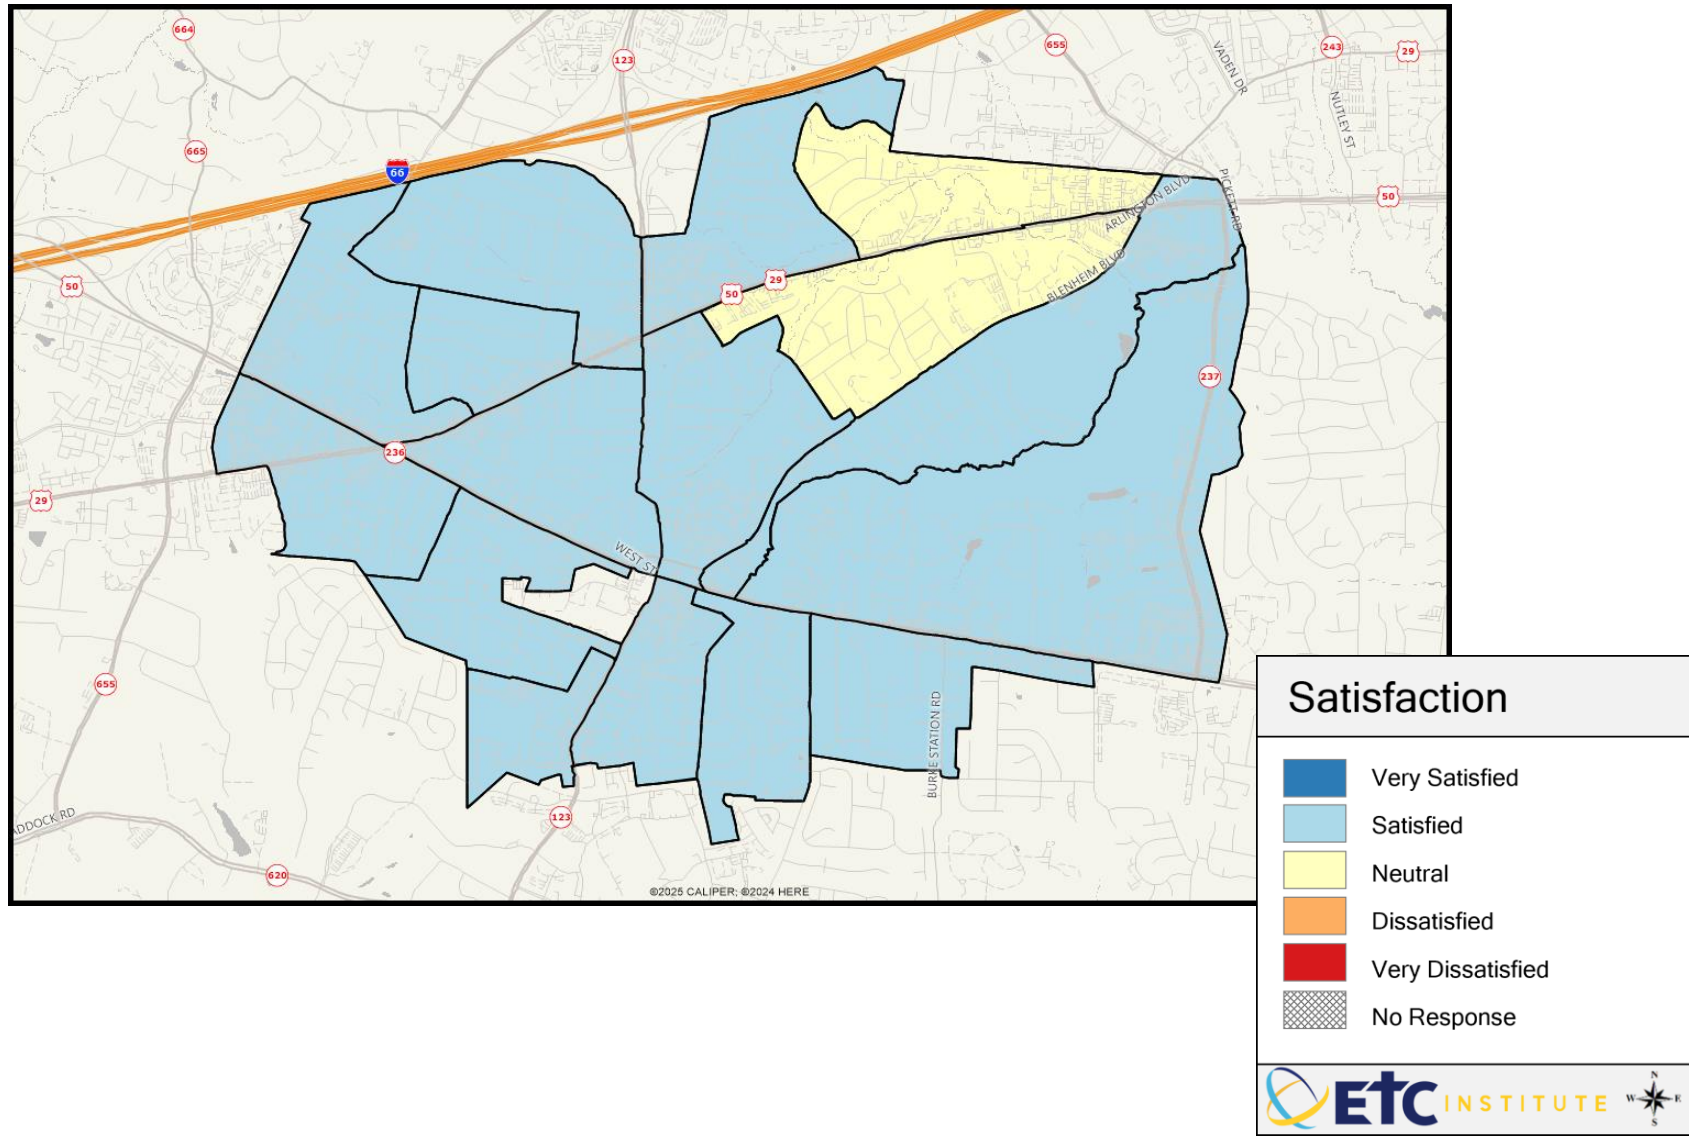 664
123
655
243
29
VADEN DR
NUTLEY ST
665
66
PICKETT RD
50
ARLINGTON BLVD
50
29
50
BLENHEIM BLVD
237
236
29
WEST ST
655
BURKE STATION RD
123
ADDOCK RD
620
©2025 CALIPER; ©2024 HERE
Satisfaction
Very Satisfied
Satisfied
Neutral
Dissatisfied
Very Dissatisfied
No Response
ETC INSTITUTE
N
W E
S